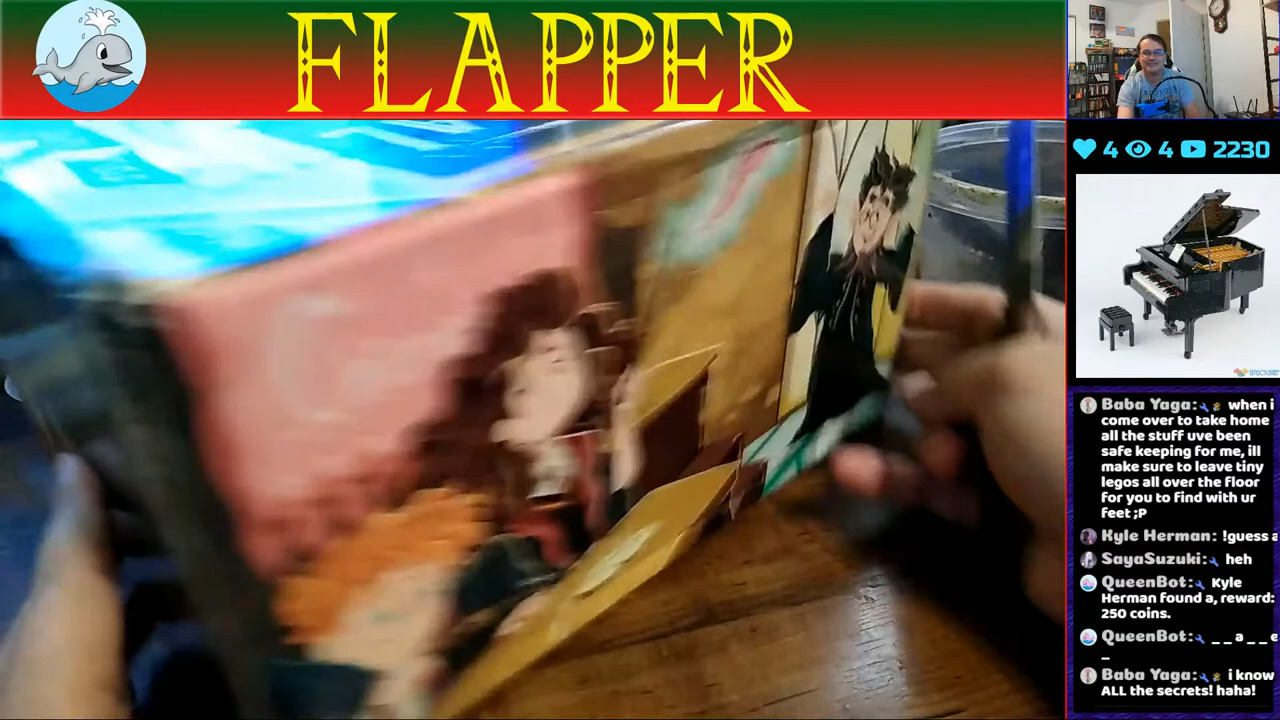 FLAPPER
4 4 2230
Baba Yaga: when i
come over to take home
all the stuff uve been
safe keeping for me, ill
make sure to leave tiny
legos all over the floor
for you to find with ur
feet ;P
Kyle Herman: !guess a
SayaSuzuki: heh
QueenBot: Kyle
Herman found a, reward:
250 coins.
QueenBot: _ _ a _ _ e
_
Baba Yaga: i know
ALL the secrets! haha!